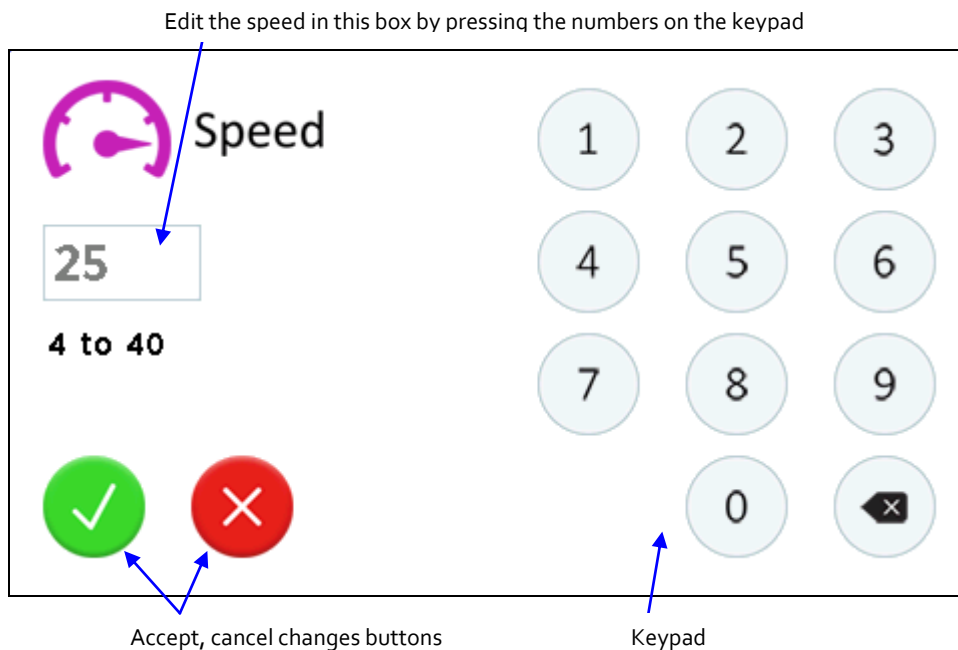 Edit the speed in this box by pressing the numbers on the keypad
Speed
25
4 to 40
1 2 3
4 5 6
7 8 9
0
Accept, cancel changes buttons
Keypad